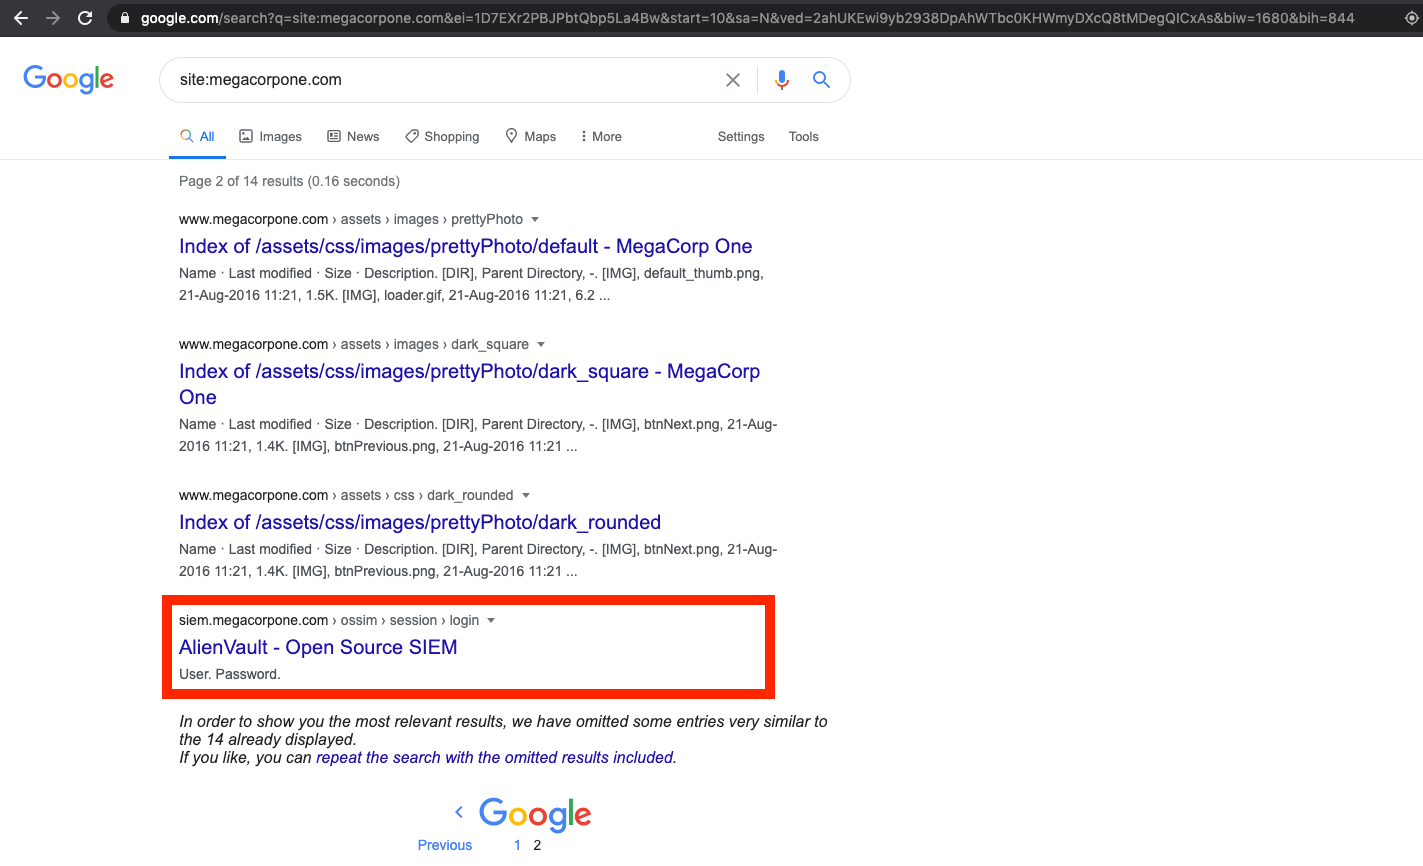 google.com/search?q=site:megacorpone.com&ei=1D7EXr2PBJPbtQbp5La4Bw&start=10&sa=N&ved=2ahUKEwi9yb2938DpAhWTbc0KHWmyDXcQ8tMDegQICxAs&biw=1680&bih=844
Google
site:megacorpone.com
All Images News Shopping Maps More Settings Tools
Page 2 of 14 results (0.16 seconds)
www.megacorpone.com › assets › images › prettyPhoto
Index of /assets/css/images/prettyPhoto/default - MegaCorp One
Name · Last modified · Size · Description. [DIR], Parent Directory, -. [IMG], default_thumb.png,
21-Aug-2016 11:21, 1.5K. [IMG], loader.gif, 21-Aug-2016 11:21, 6.2 ...
www.megacorpone.com › assets › images › dark_square
Index of /assets/css/images/prettyPhoto/dark_square - MegaCorp
One
Name · Last modified · Size · Description. [DIR], Parent Directory, -. [IMG], btnNext.png, 21-Aug-
2016 11:21, 1.4K. [IMG], btnPrevious.png, 21-Aug-2016 11:21 ...
www.megacorpone.com › assets › css › dark_rounded
Index of /assets/css/images/prettyPhoto/dark_rounded
Name · Last modified · Size · Description. [DIR], Parent Directory, -. [IMG], btnNext.png, 21-Aug-
2016 11:21, 1.4K. [IMG], btnPrevious.png, 21-Aug-2016 11:21 ...
siem.megacorpone.com › ossim › session › login
AlienVault - Open Source SIEM
User. Password.
In order to show you the most relevant results, we have omitted some entries very similar to
the 14 already displayed.
If you like, you can repeat the search with the omitted results included.
Google
Previous 1 2